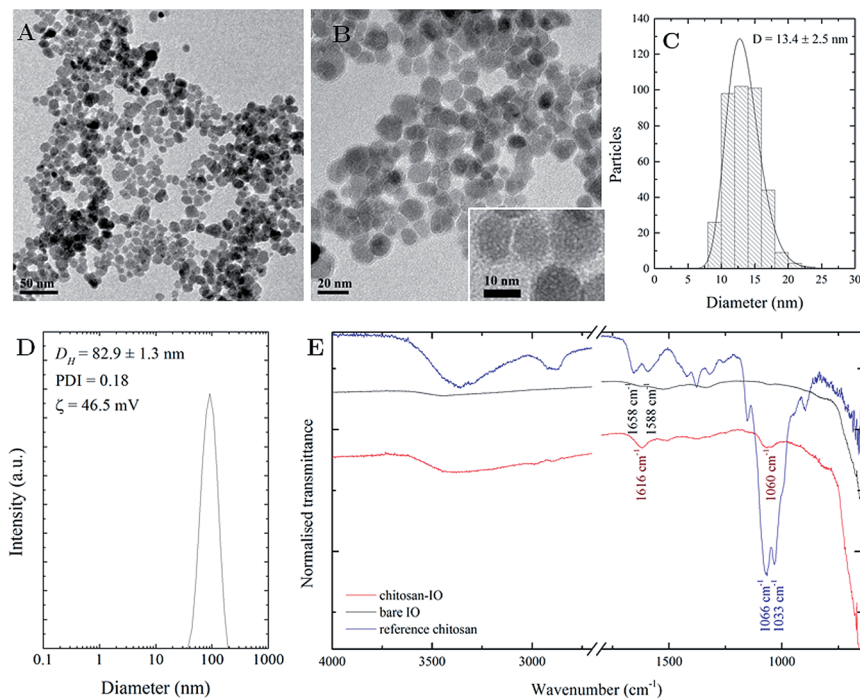 A
50 nm
B
20 nm
10 nm
C
D = 13.4 ± 2.5 nm
140
120
100
80
60
40
20
0
Particles
0 5 10 15 20 25 30
Diameter (nm)
D
D_H = 82.9 ± 1.3 nm
PDI = 0.18
ζ = 46.5 mV
Intensity (a.u.)
0.1 1 10 100 1000
Diameter (nm)
E
Normalised transmittance
1658 cm⁻¹
1588 cm⁻¹
1616 cm⁻¹
1060 cm⁻¹
1066 cm⁻¹
1033 cm⁻¹
chitosan-IO
bare IO
reference chitosan
4000 3500 3000 1500 1000
Wavenumber (cm⁻¹)